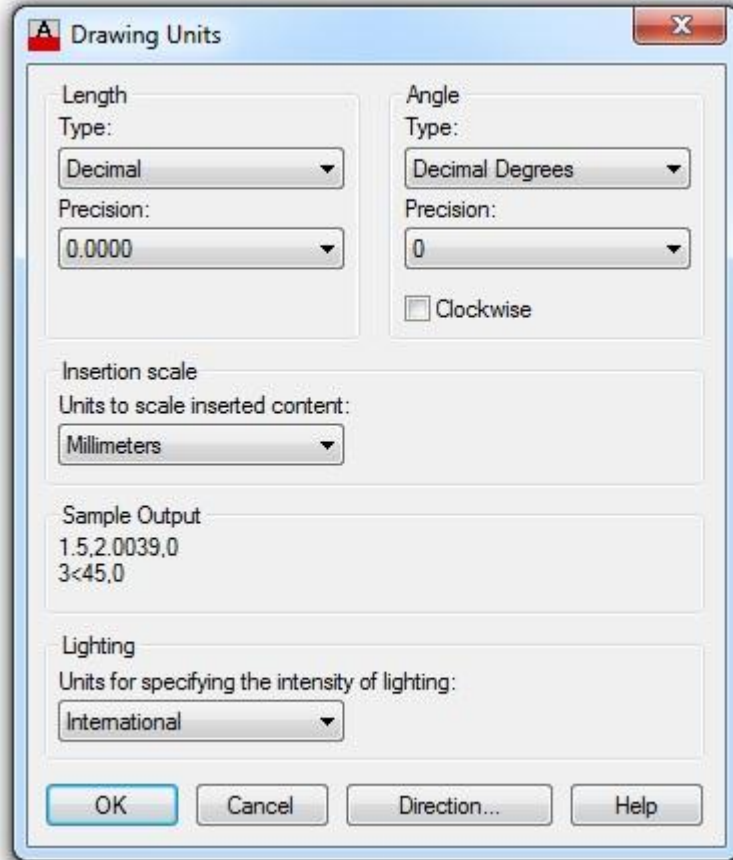 A Drawing Units X
Length
Type:
Decimal
Precision:
0.0000
Angle
Type:
Decimal Degrees
Precision:
0
Clockwise
Insertion scale
Units to scale inserted content:
Millimeters
Sample Output
1.5,2.0039,0
3<45,0
Lighting
Units for specifying the intensity of lighting:
International
OK Cancel Direction... Help